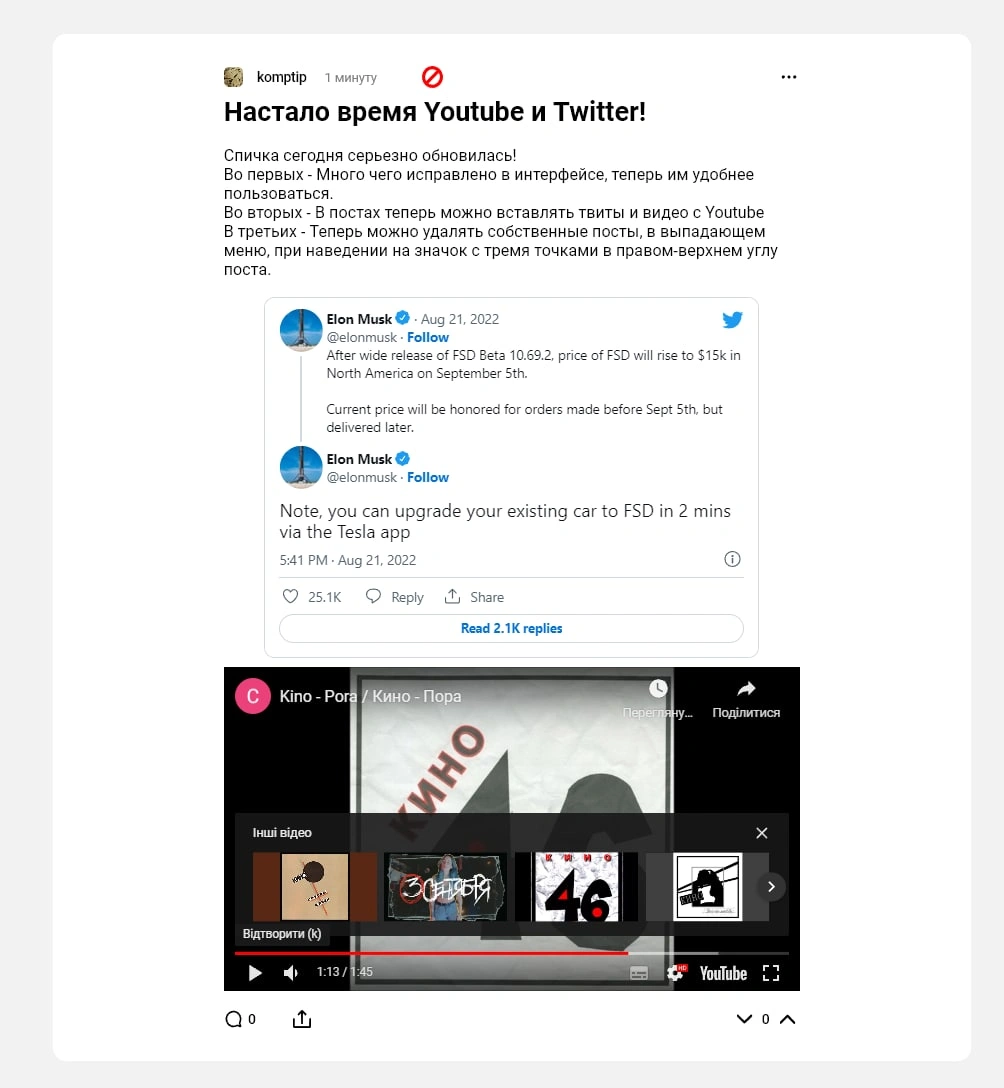 komptip 1 минуту
Настало время Youtube и Twitter!
Спичка сегодня серьезно обновилась!
Во первых - Много чего исправлено в интерфейсе, теперь им удобнее
пользоваться.
Во вторых - В постах теперь можно вставлять твиты и видео с Youtube
В третьих - Теперь можно удалять собственные посты, в выпадающем
меню, при наведении на значок с тремя точками в правом-верхнем углу
поста.
Elon Musk · Aug 21, 2022
@elonmusk · Follow
After wide release of FSD Beta 10.69.2, price of FSD will rise to $15k in
North America on September 5th.
Current price will be honored for orders made before Sept 5th, but
delivered later.
Elon Musk
@elonmusk · Follow
Note, you can upgrade your existing car to FSD in 2 mins
via the Tesla app
5:41 PM · Aug 21, 2022
25.1K Reply Share
Read 2.1K replies
C Kino - Pora / Кино - Пора
Перегляну... Поділитися
КИНО
46
Інші відео
3 СЕНТЯБРЯ
КИНО
46
Відтворити (k)
1:13 / 1:45 HD YouTube
0 0